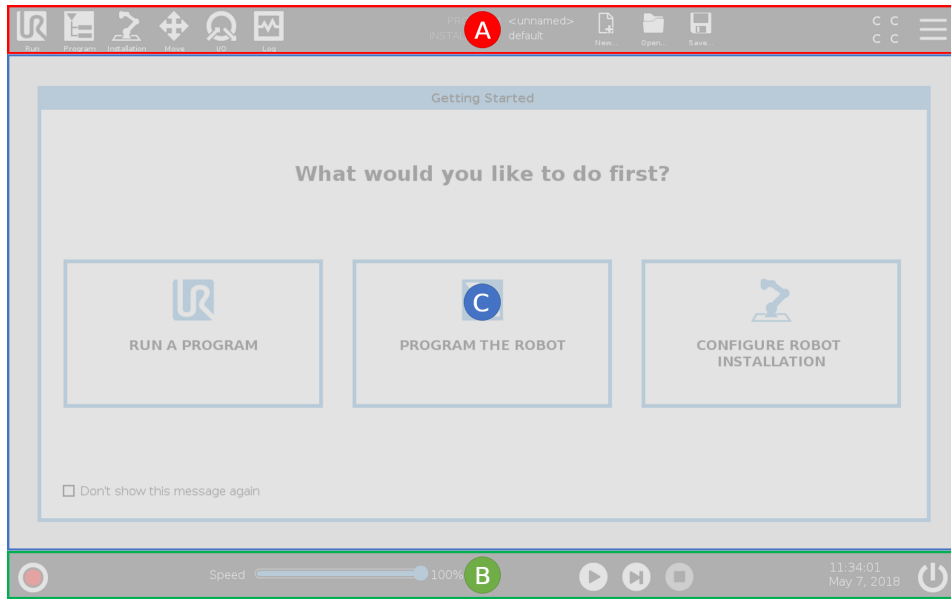 Run Program Installation Move I/O Log
PR
INSTAL
A
<unnamed>
default
New... Open... Save...
C C
C C
Getting Started
What would you like to do first?
C
RUN A PROGRAM
PROGRAM THE ROBOT
CONFIGURE ROBOT
INSTALLATION
Don't show this message again
Speed
100%
B
11:34:01
May 7, 2018